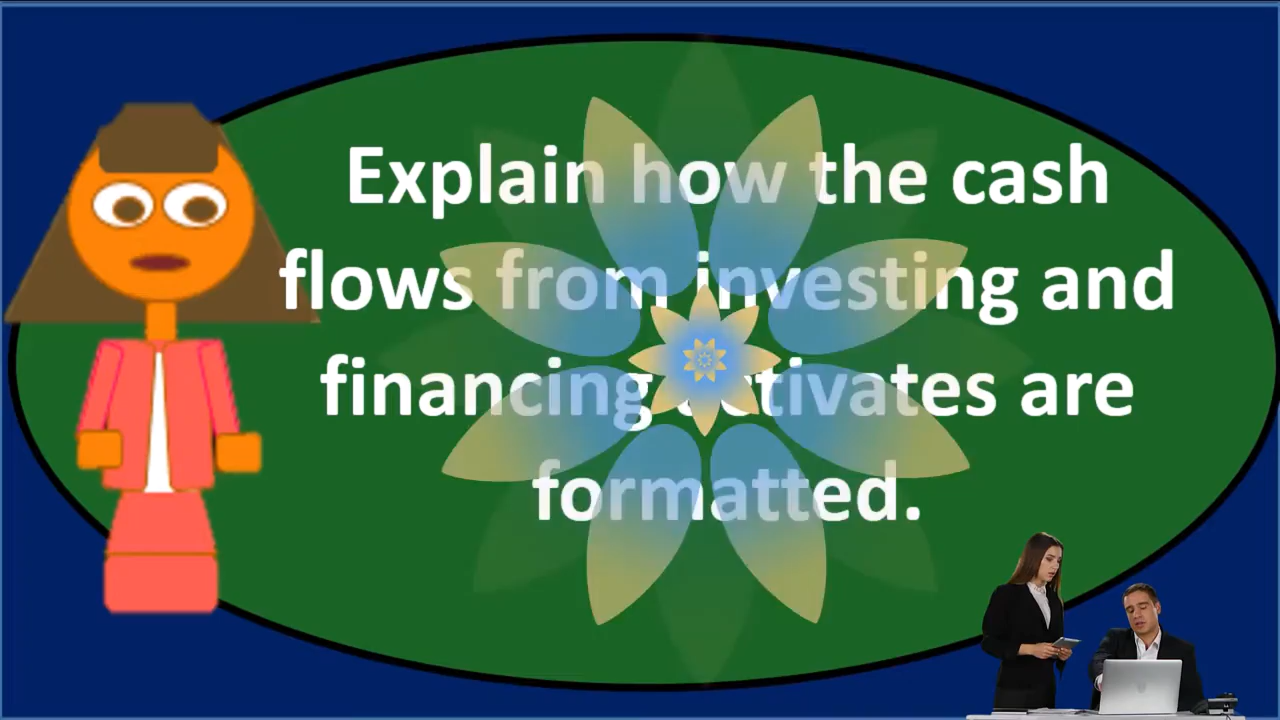 Explain how the cash
flows from investing and
financing activates are
formatted.